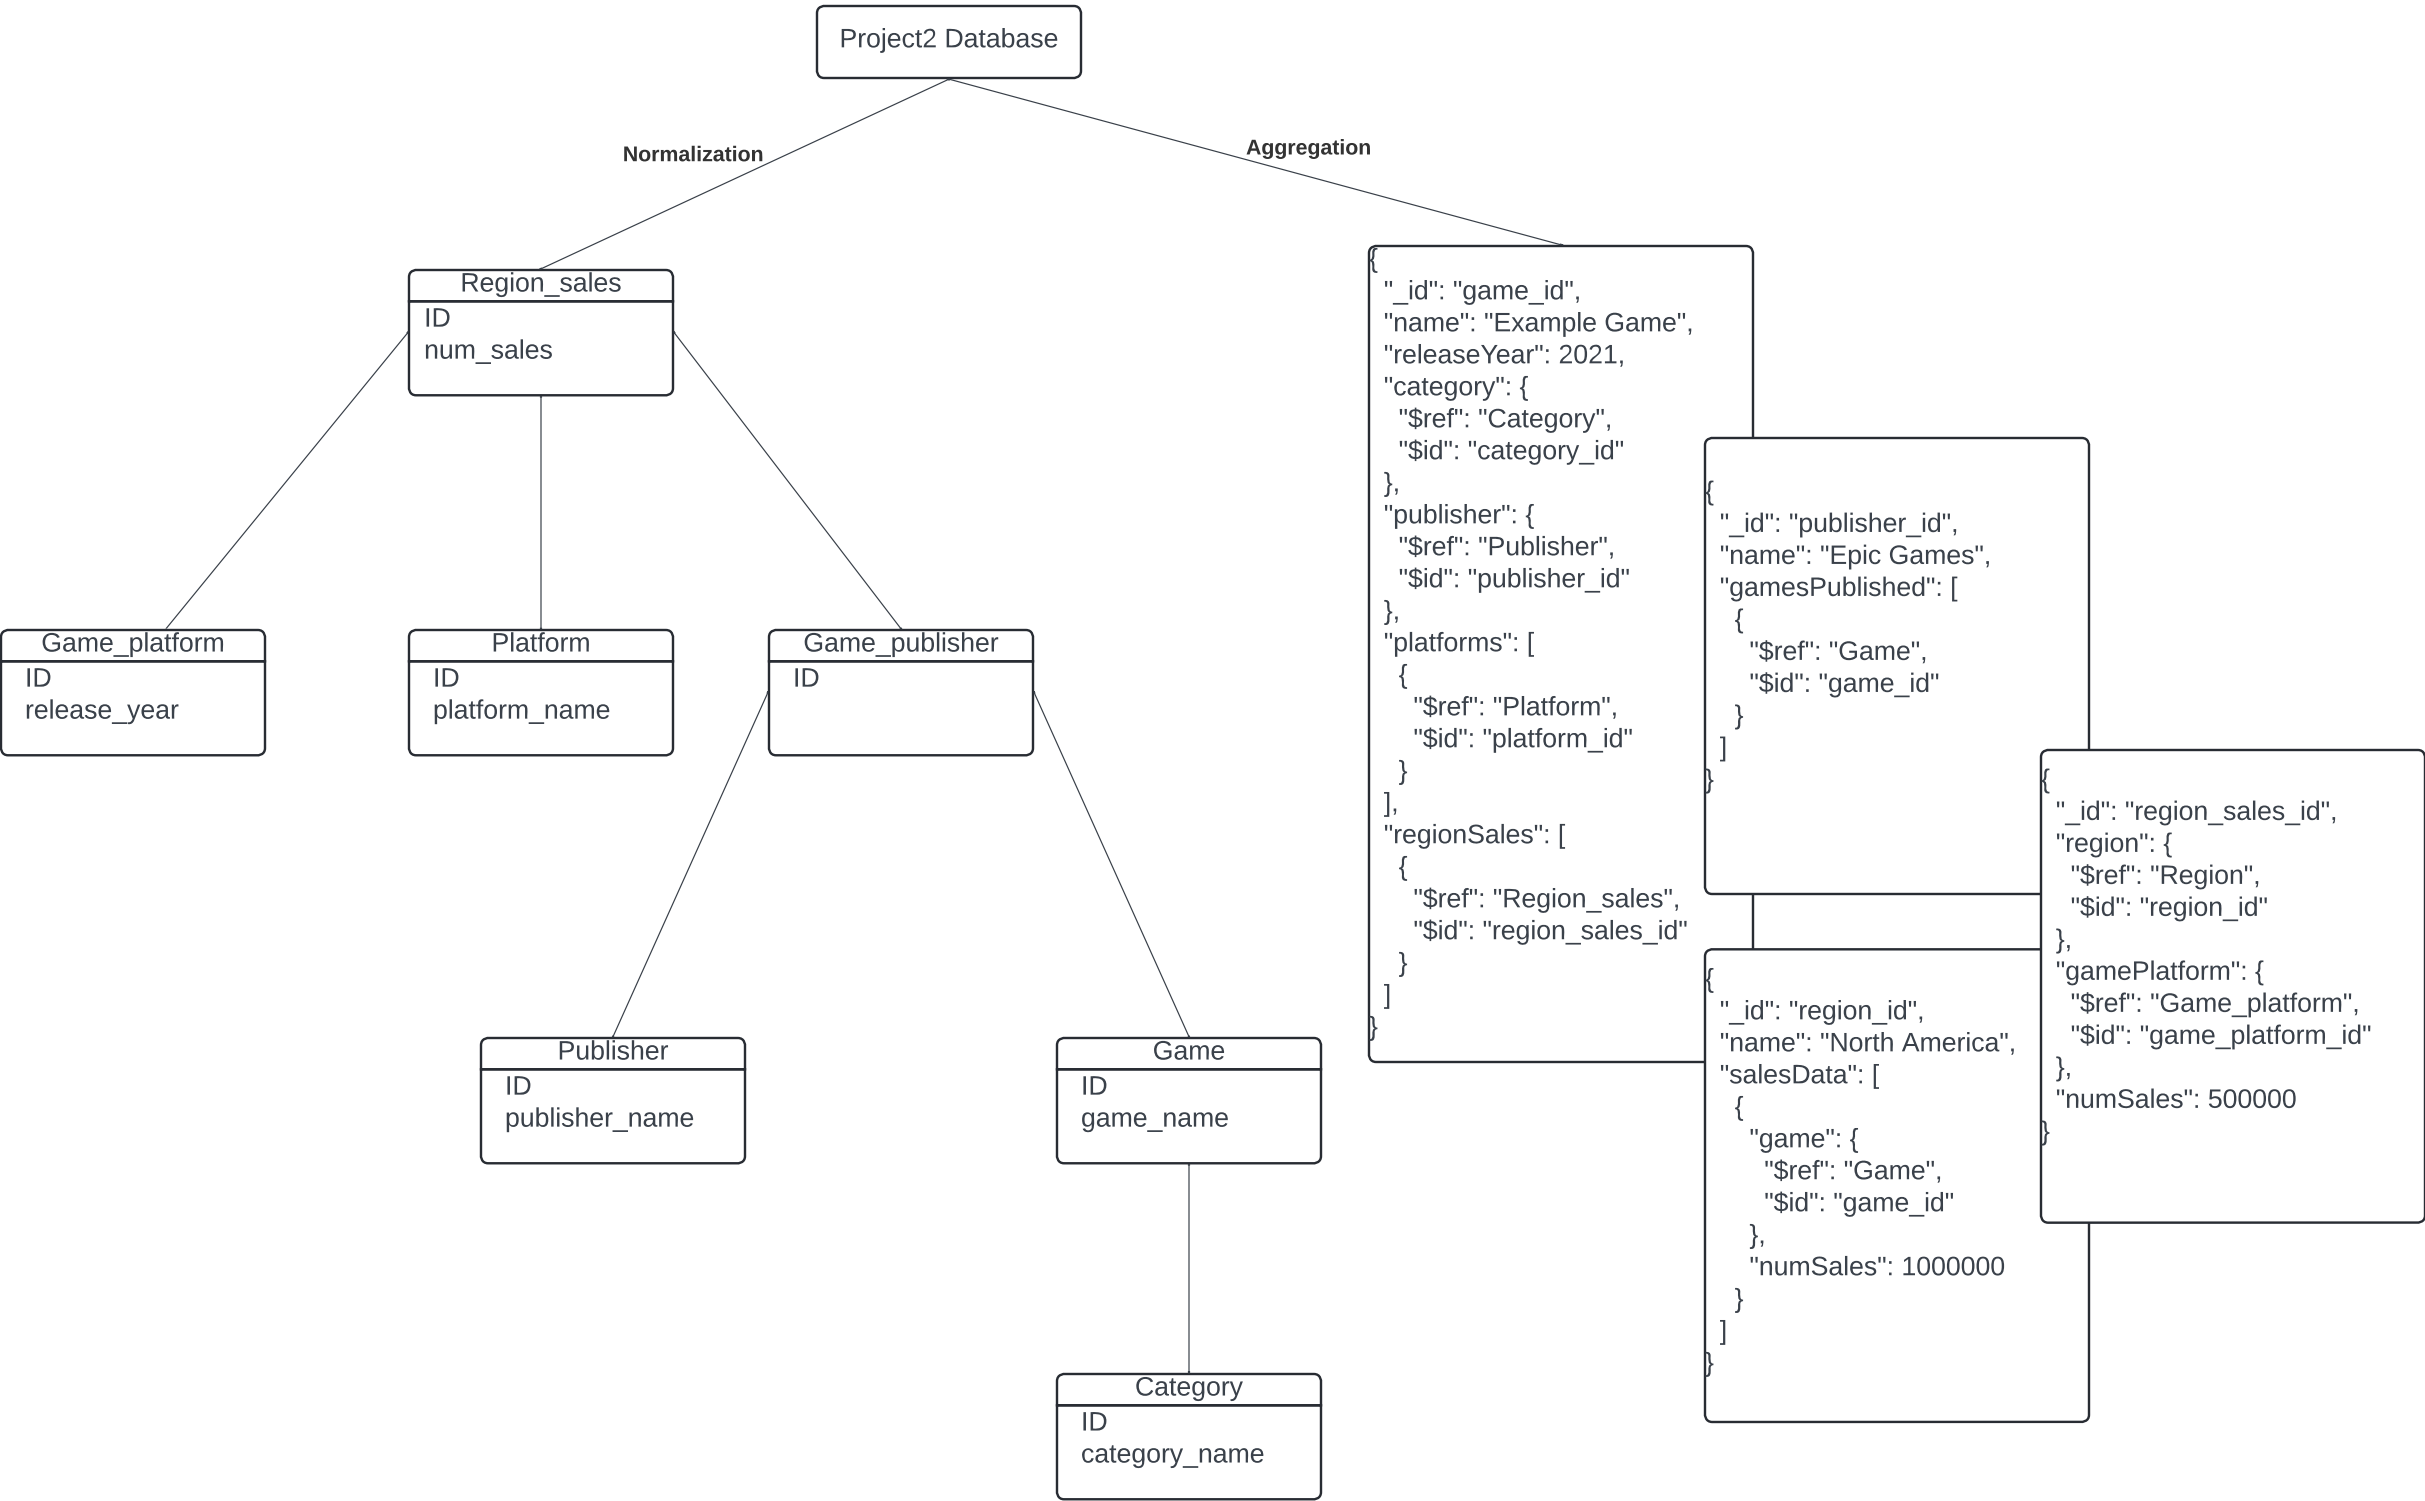 Project2 Database
Normalization
Aggregation
Region_sales
ID
num_sales
Game_platform
ID
release_year
Platform
ID
platform_name
Game_publisher
ID
Publisher
ID
publisher_name
Game
ID
game_name
Category
ID
category_name
{
"_id": "game_id",
"name": "Example Game",
"releaseYear": 2021,
"category": {
"$ref": "Category",
"$id": "category_id"
},
"publisher": {
"$ref": "Publisher",
"$id": "publisher_id"
},
"platforms": [
{
"$ref": "Platform",
"$id": "platform_id"
}
],
"regionSales": [
{
"$ref": "Region_sales",
"$id": "region_sales_id"
}
]
}
{
"_id": "publisher_id",
"name": "Epic Games",
"gamesPublished": [
{
"$ref": "Game",
"$id": "game_id"
}
]
}
{
"_id": "region_id",
"name": "North America",
"salesData": [
{
"game": {
"$ref": "Game",
"$id": "game_id"
},
"numSales": 1000000
}
]
}
{
"_id": "region_sales_id",
"region": {
"$ref": "Region",
"$id": "region_id"
},
"gamePlatform": {
"$ref": "Game_platform",
"$id": "game_platform_id"
},
"numSales": 500000
}